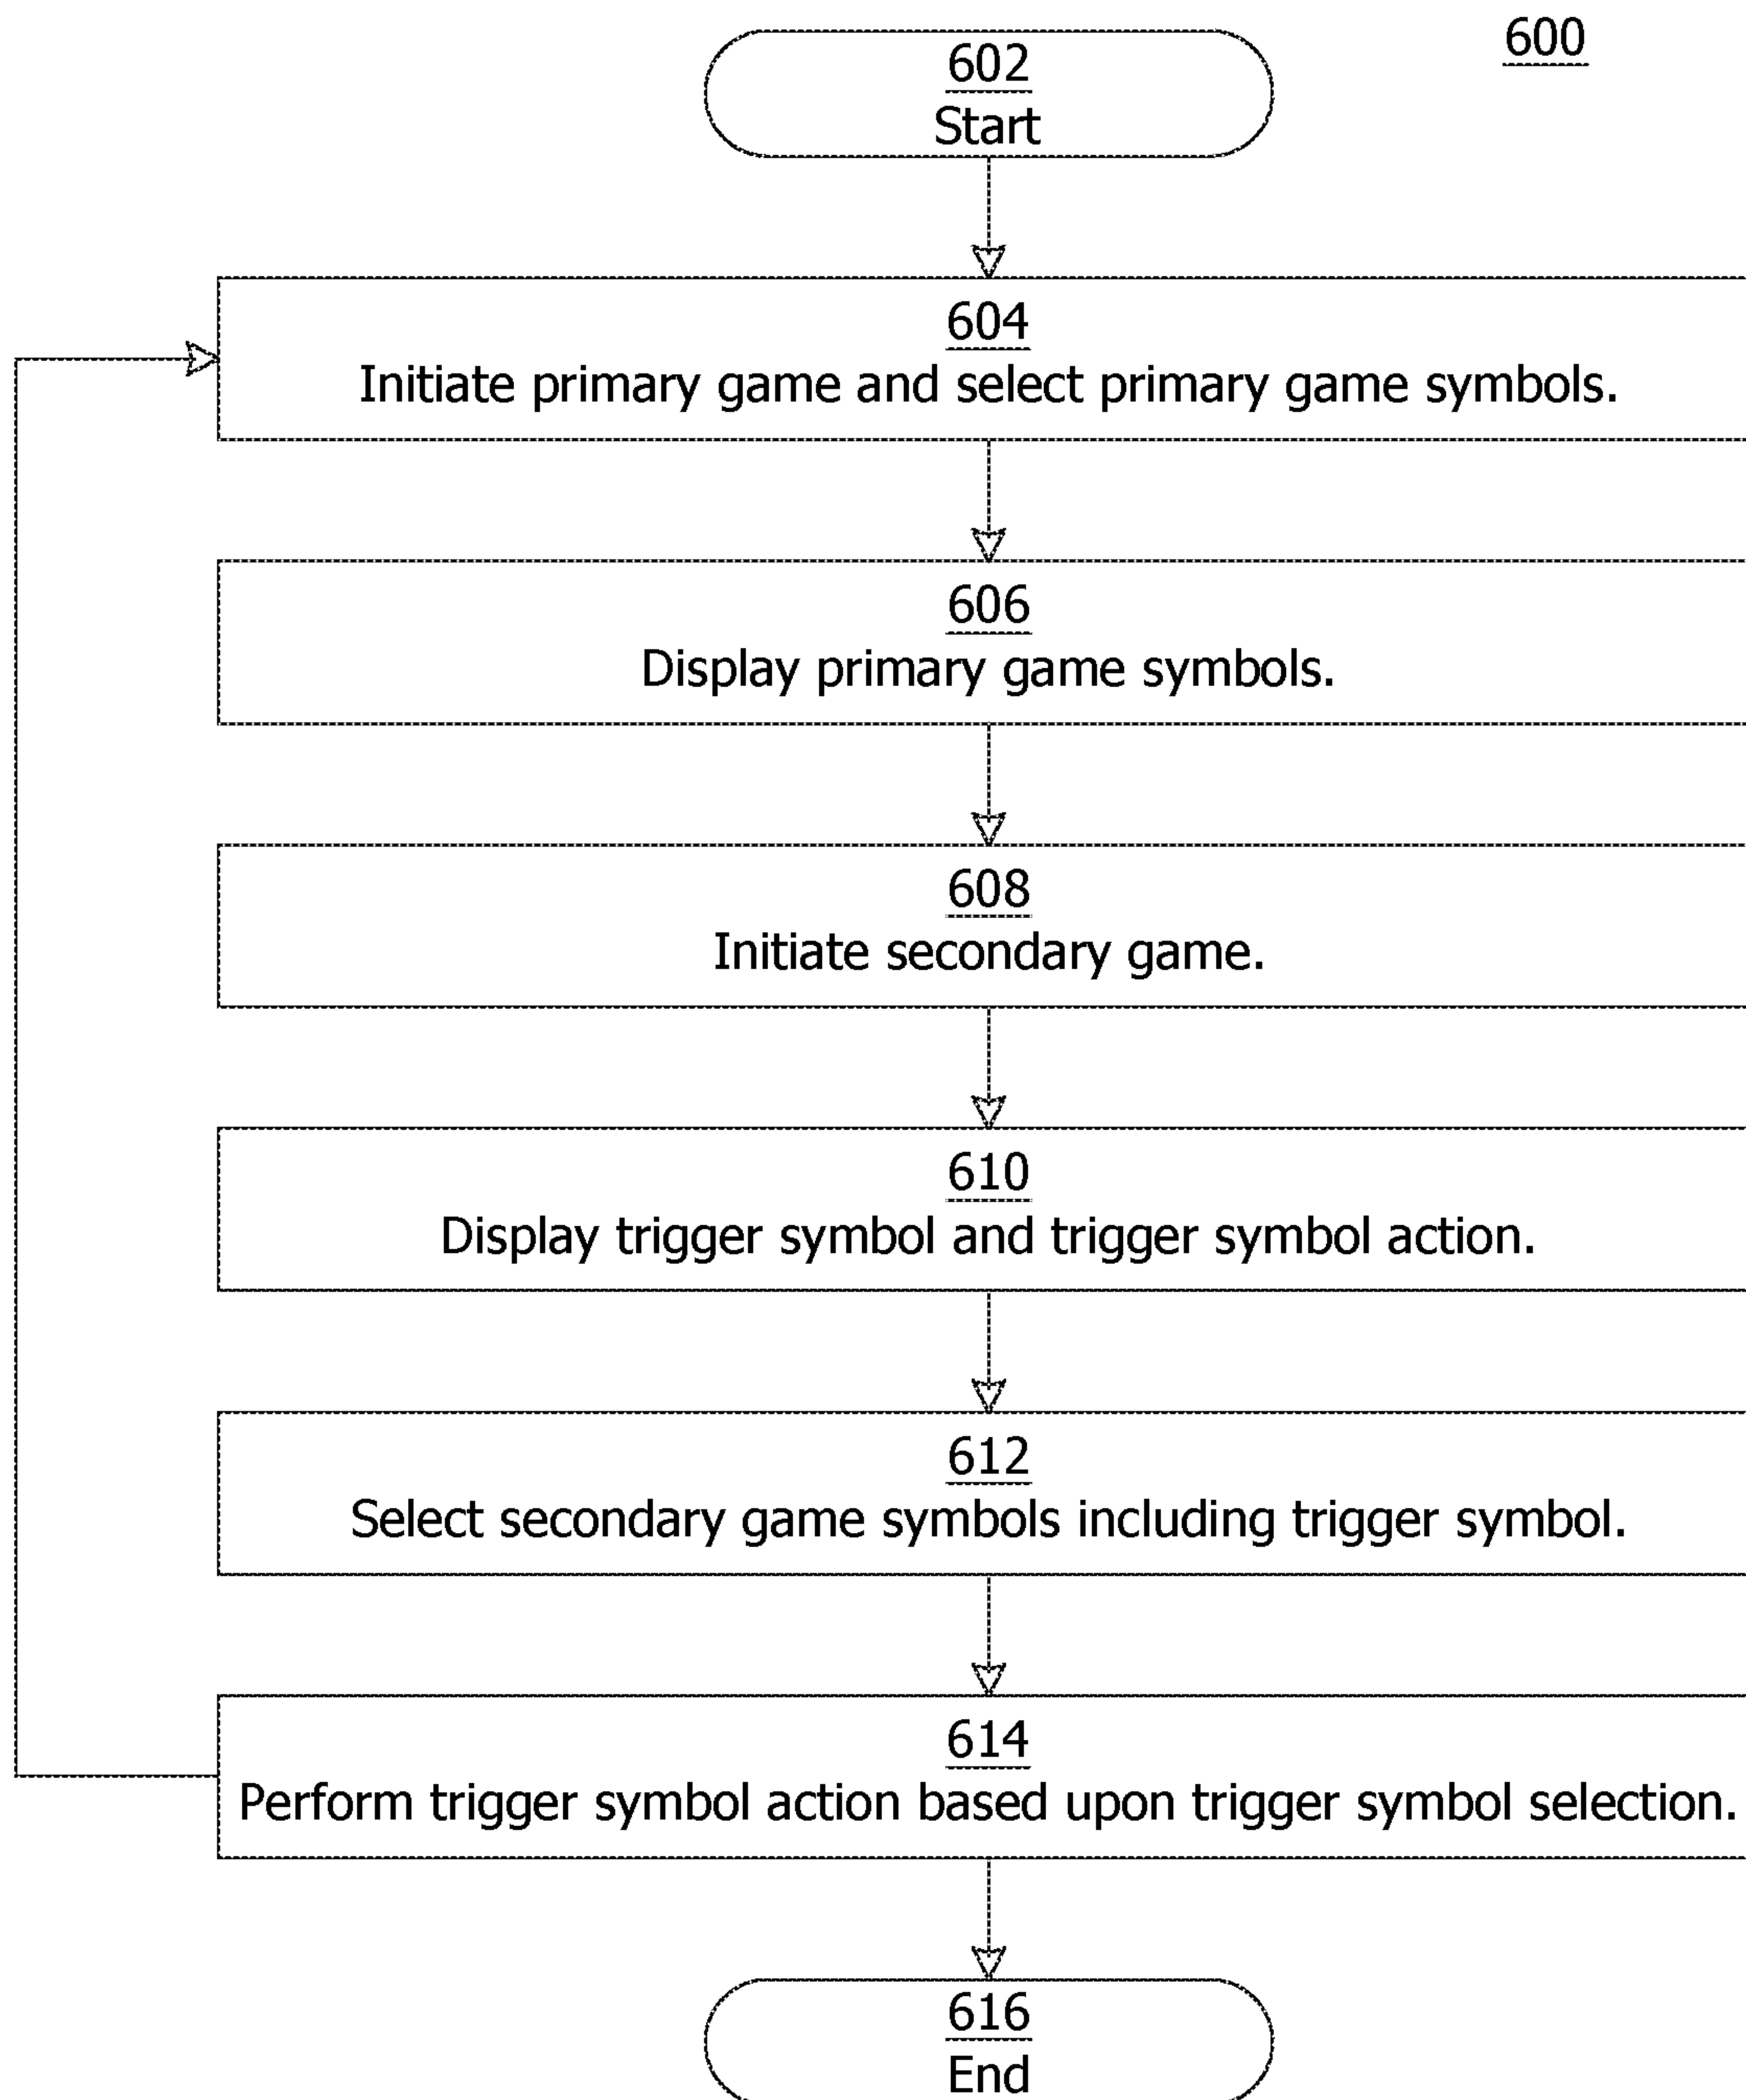 600
602
Start
604
Initiate primary game and select primary game symbols.
606
Display primary game symbols.
608
Initiate secondary game.
610
Display trigger symbol and trigger symbol action.
612
Select secondary game symbols including trigger symbol.
614
Perform trigger symbol action based upon trigger symbol selection.
616
End